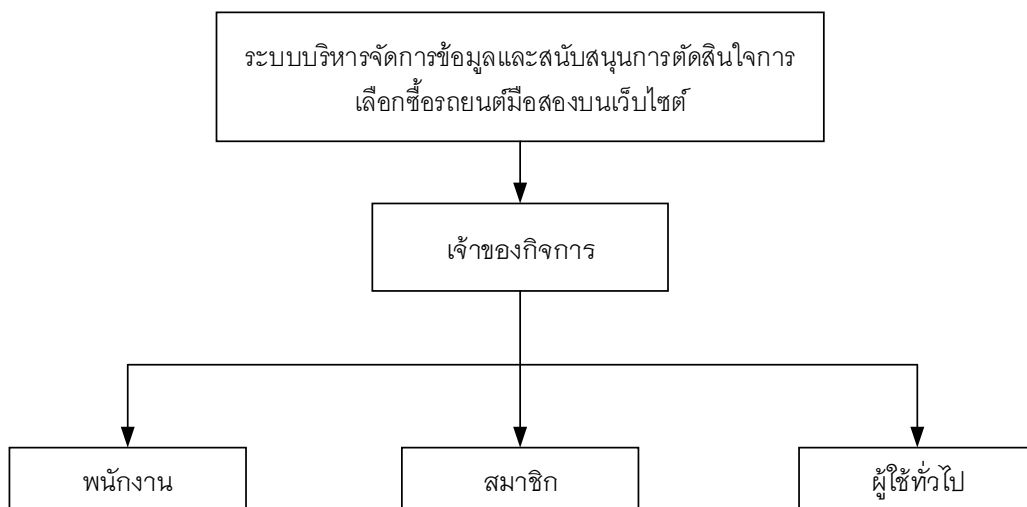 ระบบบริหารจัดการข้อมูลและสนับสนุนการตัดสินใจการ
เลือกซื้อรถยนต์มือสองบนเว็บไซต์
เจ้าของกิจการ
พนักงาน
สมาชิก
ผู้ใช้ทั่วไป